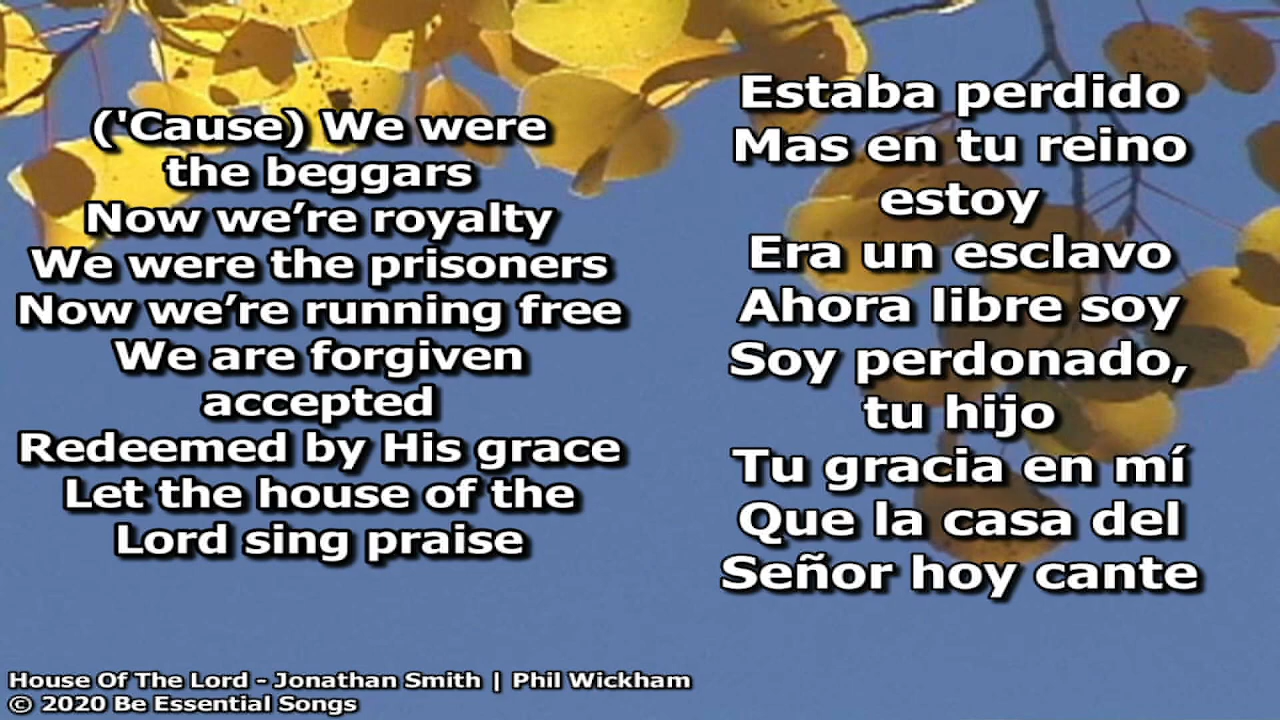 ('Cause) We were
the beggars
Now we’re royalty
We were the prisoners
Now we’re running free
We are forgiven
accepted
Redeemed by His grace
Let the house of the
Lord sing praise
Estaba perdido
Mas en tu reino
estoy
Era un esclavo
Ahora libre soy
Soy perdonado,
tu hijo
Tu gracia en mí
Que la casa del
Señor hoy cante
House Of The Lord - Jonathan Smith | Phil Wickham
© 2020 Be Essential Songs